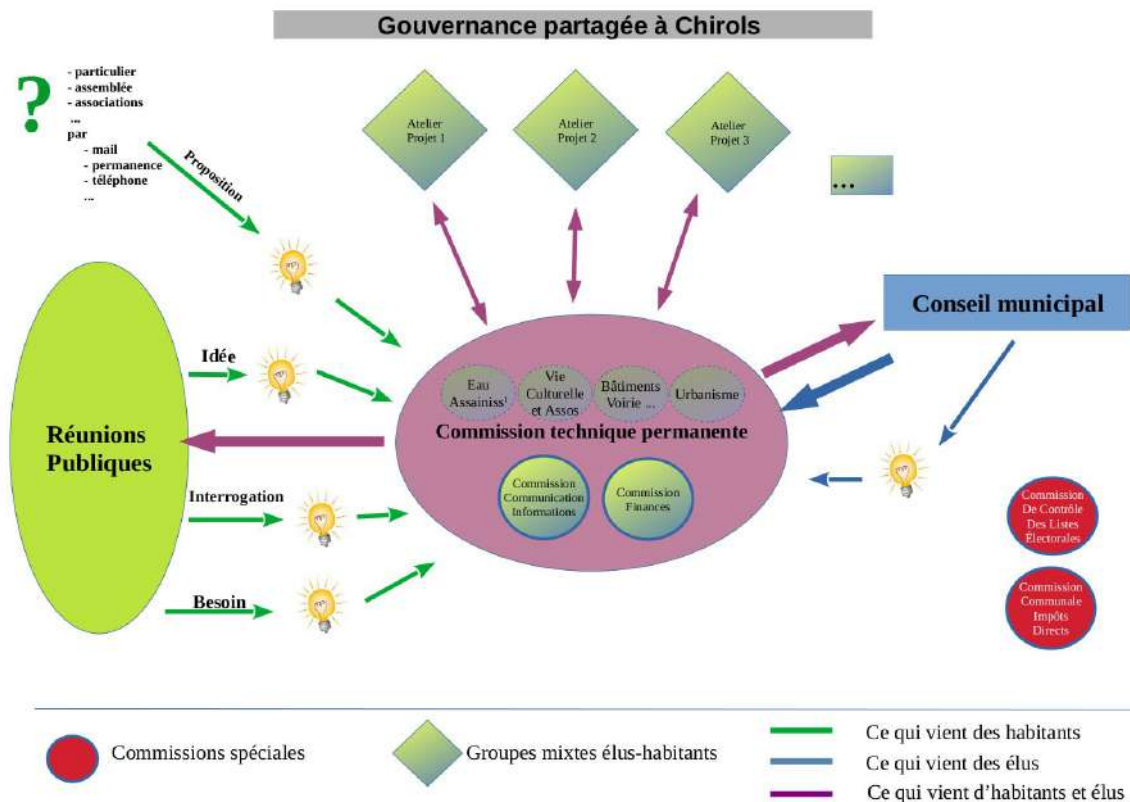 Gouvernance partagée à Chirols
?
- particulier
- assemblée
- associations
...
par
- mail
- permanence
- téléphone
...
Proposition
Atelier
Projet 1
Atelier
Projet 2
Atelier
Projet 3
...
Conseil municipal
Réunions
Publiques
Idée
Interrogation
Besoin
Eau
Assainissᵗ
Vie
Culturelle
et Assos
Bâtiments
Voirie ...
Urbanisme
Commission technique permanente
Commission
Communication
Informations
Commission
Finances
Commission
De Contrôle
Des Listes
Électorales
Commission
Communale
Impôts
Directs
Commissions spéciales
Groupes mixtes élus-habitants
Ce qui vient des habitants
Ce qui vient des élus
Ce qui vient d’habitants et élus